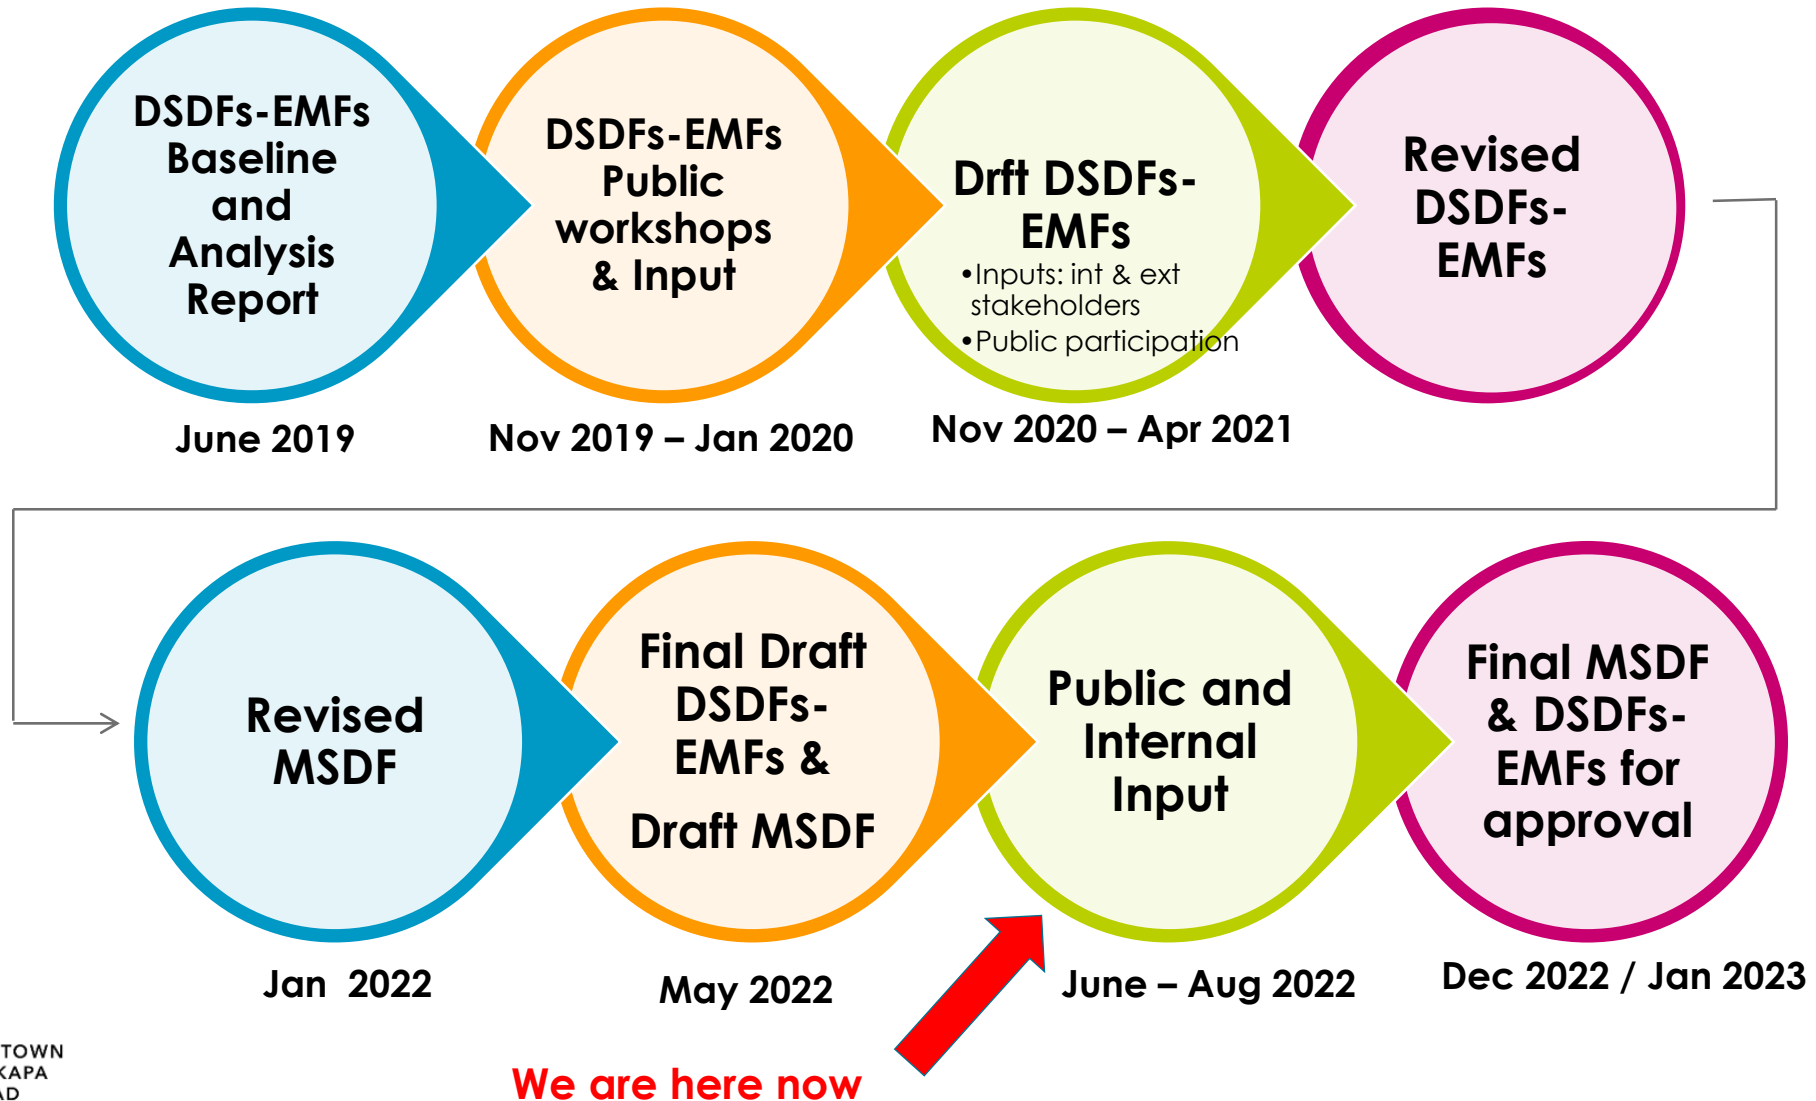 DSDFs-EMFs
Baseline
and
Analysis
Report
DSDFs-EMFs
Public
workshops
& Input
Drft DSDFs-
EMFs
•Inputs: int & ext
stakeholders
•Public participation
Revised
DSDFs-
EMFs
June 2019
Nov 2019 – Jan 2020
Nov 2020 – Apr 2021
Revised
MSDF
Final Draft
DSDFs-
EMFs &
Draft MSDF
Public and
Internal
Input
Final MSDF
& DSDFs-
EMFs for
approval
Jan 2022
May 2022
June – Aug 2022
Dec 2022 / Jan 2023
We are here now
TOWN
KAPA
AD